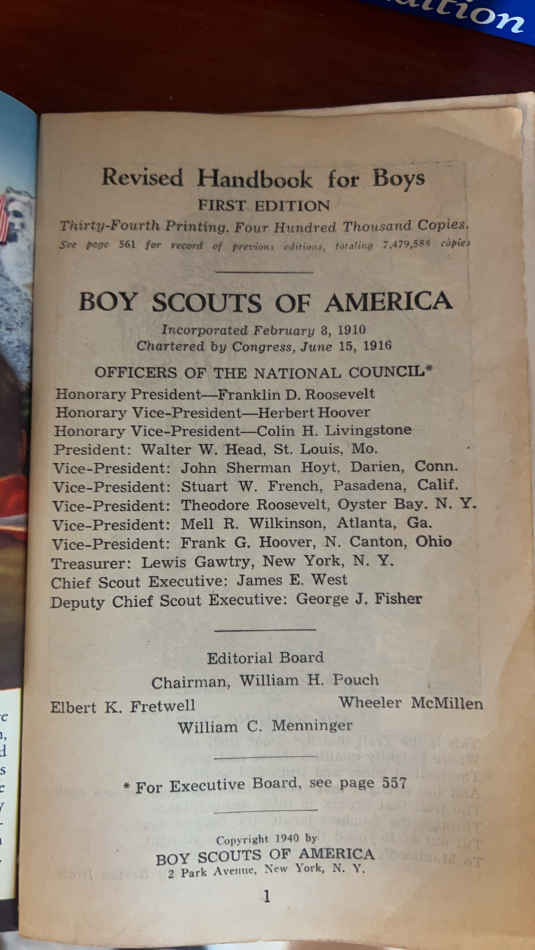 dition
Revised Handbook for Boys
FIRST EDITION
Thirty-Fourth Printing. Four Hundred Thousand Copies.
See page 561 for record of previous editions, totaling 7,479,588 copies
BOY SCOUTS OF AMERICA
Incorporated February 8, 1910
Chartered by Congress, June 15, 1916
OFFICERS OF THE NATIONAL COUNCIL*
Honorary President—Franklin D. Roosevelt
Honorary Vice-President—Herbert Hoover
Honorary Vice-President—Colin H. Livingstone
President: Walter W. Head, St. Louis, Mo.
Vice-President: John Sherman Hoyt, Darien, Conn.
Vice-President: Stuart W. French, Pasadena, Calif.
Vice-President: Theodore Roosevelt, Oyster Bay. N. Y.
Vice-President: Mell R. Wilkinson, Atlanta, Ga.
Vice-President: Frank G. Hoover, N. Canton, Ohio
Treasurer: Lewis Gawtry, New York, N. Y.
Chief Scout Executive: James E. West
Deputy Chief Scout Executive: George J. Fisher
Editorial Board
Chairman, William H. Pouch
Elbert K. Fretwell Wheeler McMillen
William C. Menninger
* For Executive Board, see page 557
Copyright 1940 by
BOY SCOUTS OF AMERICA
2 Park Avenue, New York, N. Y.
1